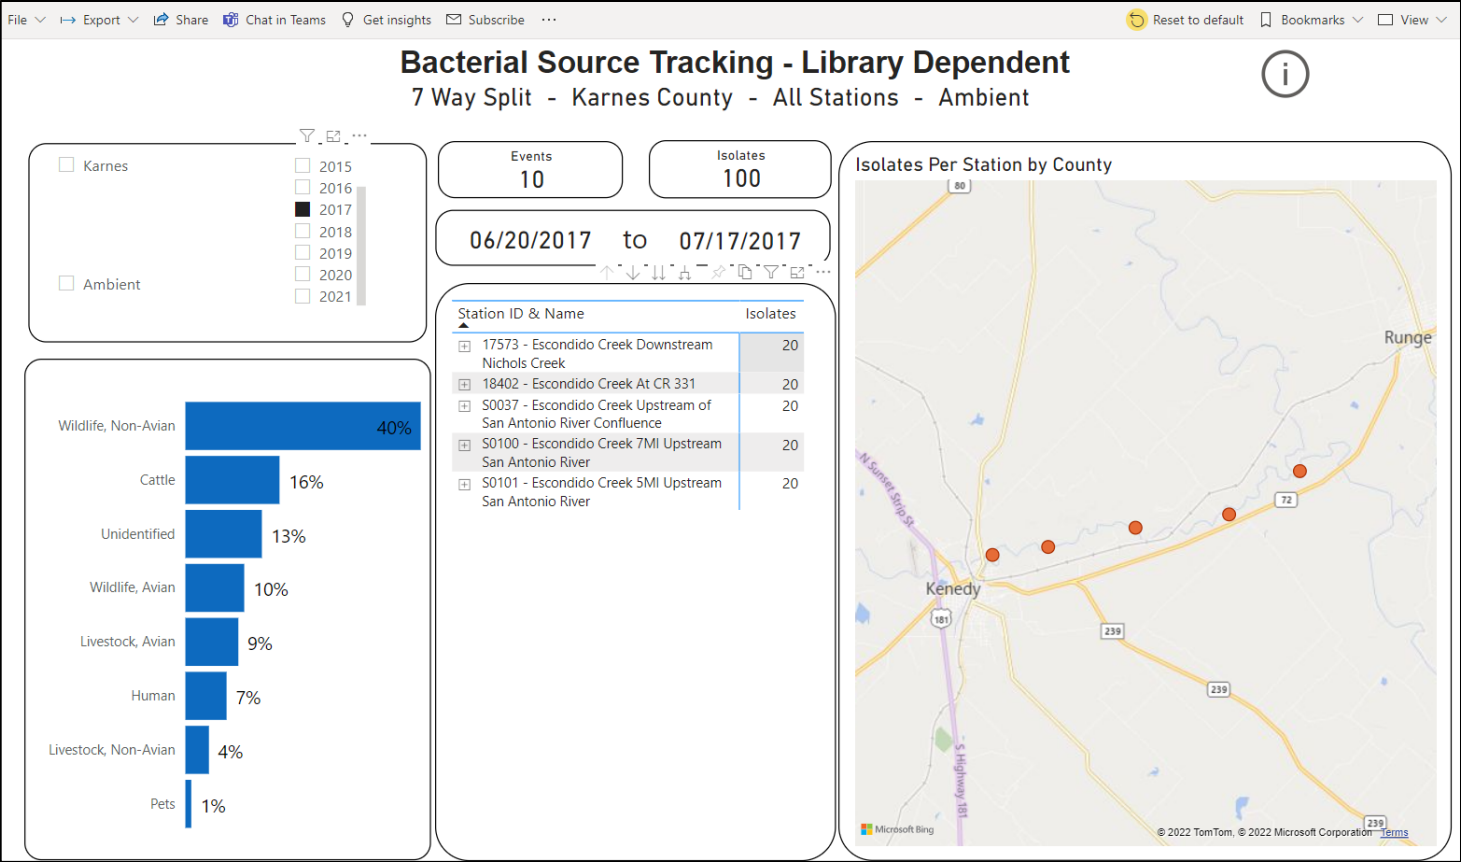 File Export Share Chat in Teams Get insights Subscribe ··· Reset to default Bookmarks View
Bacterial Source Tracking - Library Dependent
7 Way Split - Karnes County - All Stations - Ambient
i
Karnes
Ambient
2015
2016
2017
2018
2019
2020
2021
Events
10
Isolates
100
06/20/2017 to 07/17/2017
Station ID & Name Isolates
17573 - Escondido Creek Downstream 20
Nichols Creek
18402 - Escondido Creek At CR 331 20
S0037 - Escondido Creek Upstream of 20
San Antonio River Confluence
S0100 - Escondido Creek 7MI Upstream 20
San Antonio River
S0101 - Escondido Creek 5MI Upstream 20
San Antonio River
Wildlife, Non-Avian 40%
Cattle 16%
Unidentified 13%
Wildlife, Avian 10%
Livestock, Avian 9%
Human 7%
Livestock, Non-Avian 4%
Pets 1%
Isolates Per Station by County
80
Runge
N Sunset Strip St
72
Kenedy
181
239
239
S Highway 181
239
Microsoft Bing
© 2022 TomTom, © 2022 Microsoft Corporation Terms